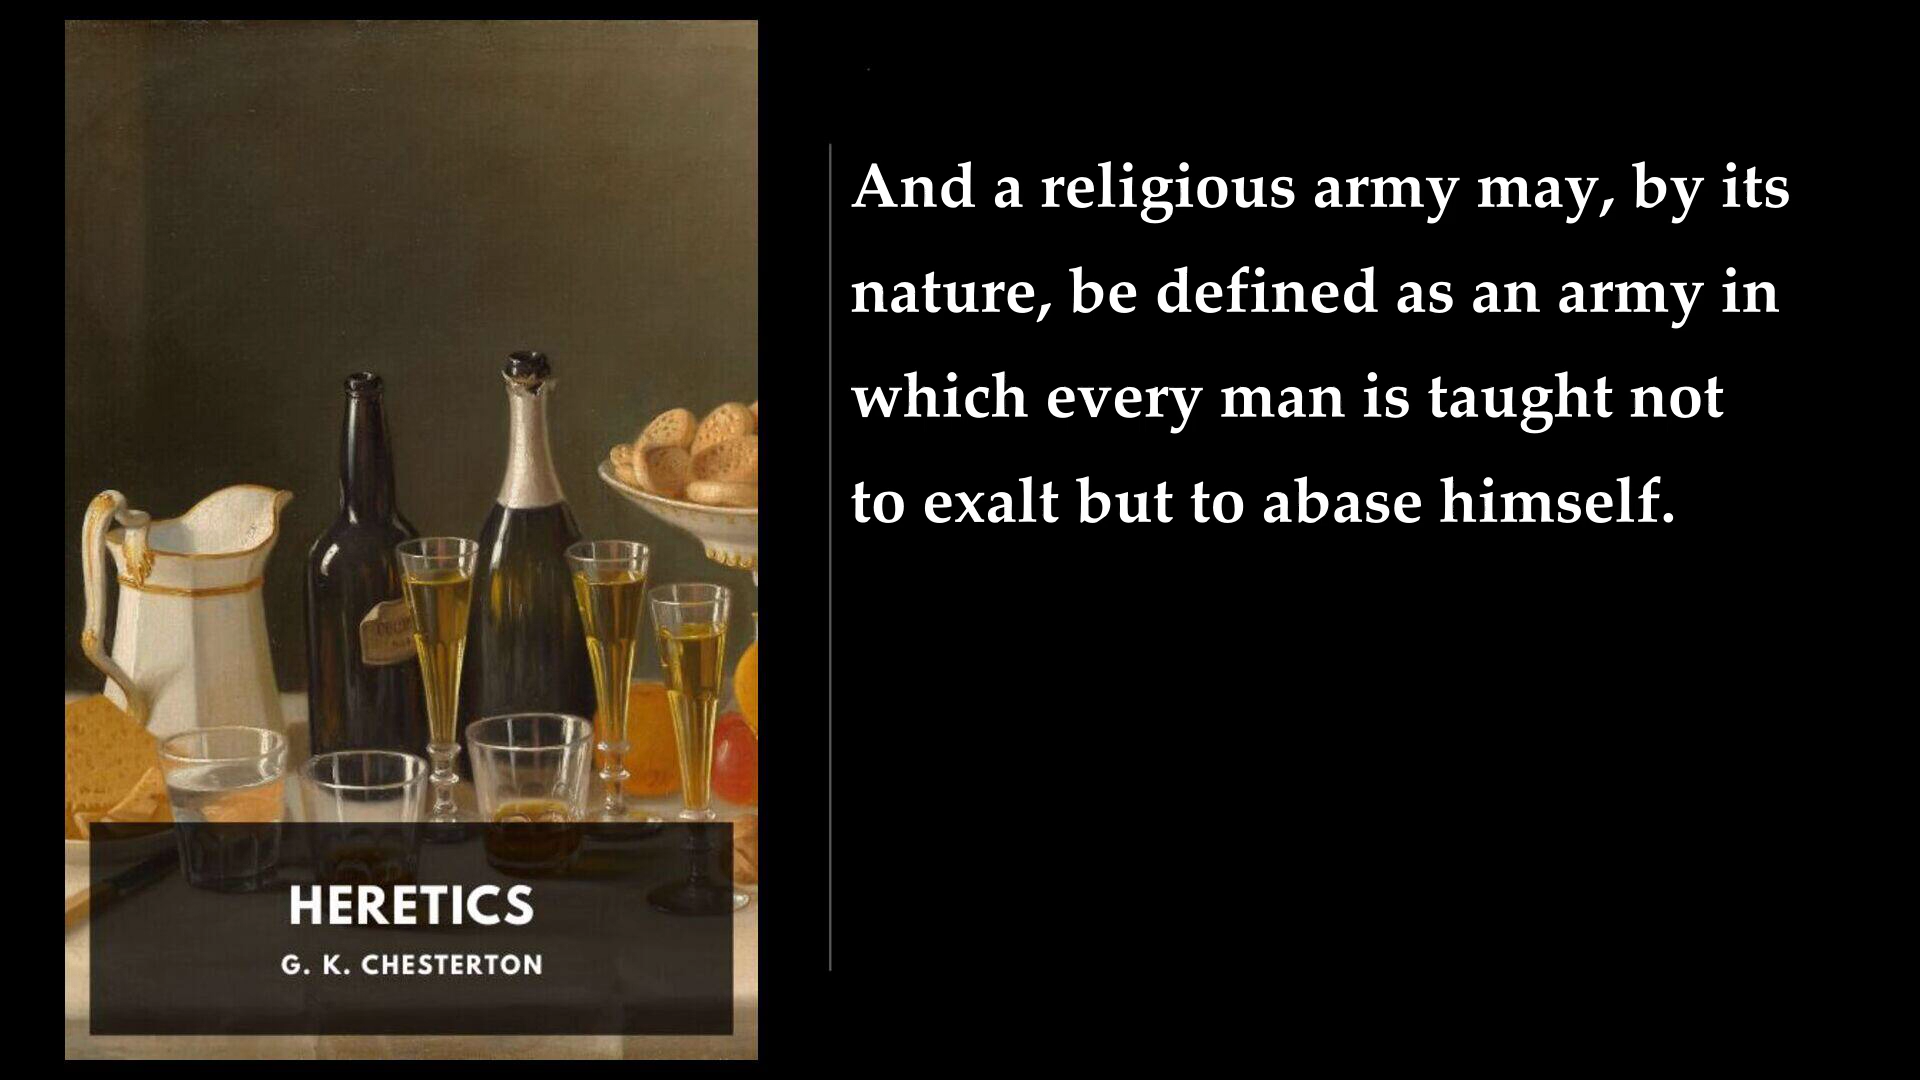 And a religious army may, by its
nature, be defined as an army in
which every man is taught not
to exalt but to abase himself.
HERETICS
G. K. CHESTERTON